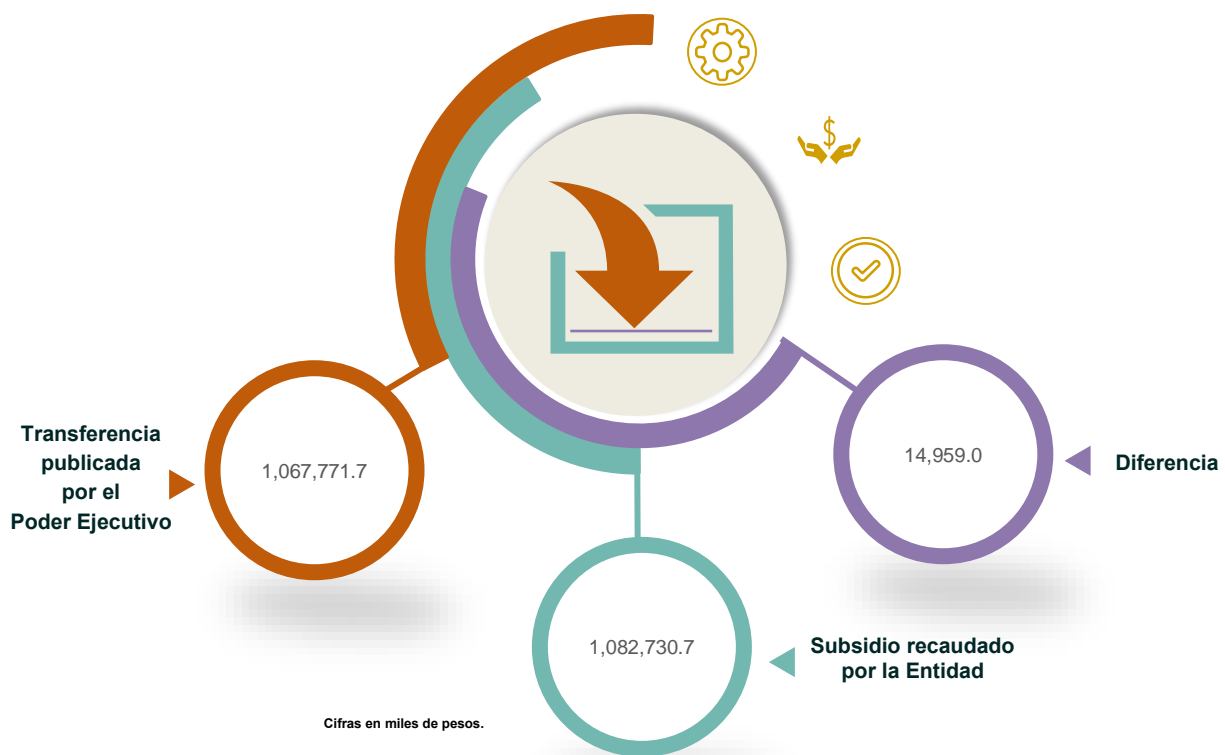 Transferencia
publicada
por el
Poder Ejecutivo
1,067,771.7
14,959.0
Diferencia
1,082,730.7
Subsidio recaudado
por la Entidad
Cifras en miles de pesos.
$